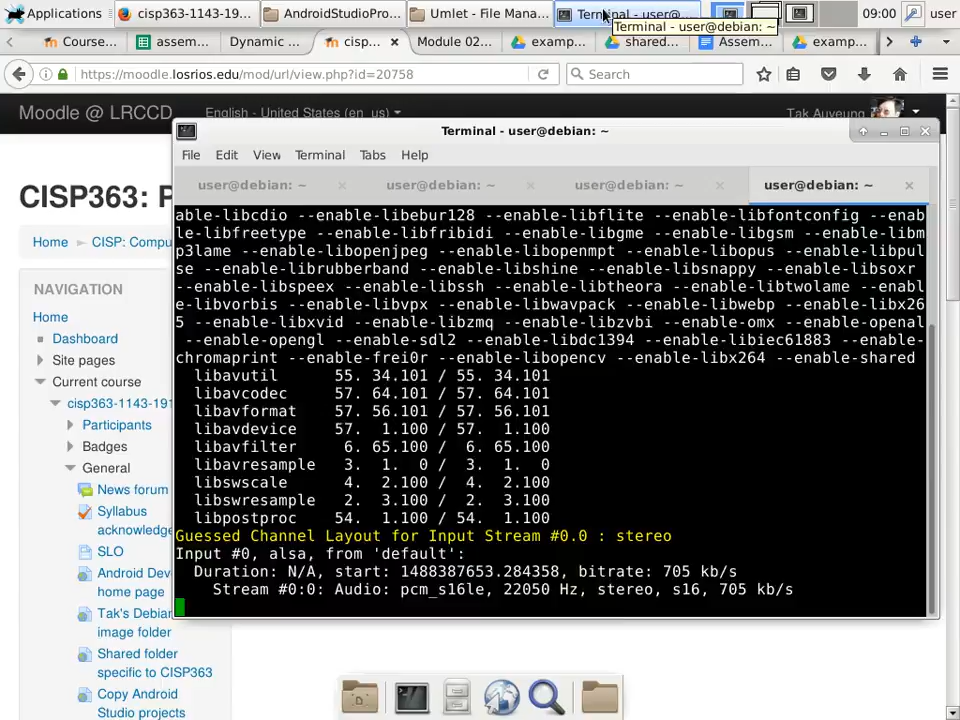 Applications
cisp363-1143-19...
AndroidStudioPro...
Umlet - File Mana...
Terminal - user@...
09:00
user
Terminal - user@debian: ~
Course...
assem...
Dynamic ...
cisp...
Module 02...
examp...
shared...
Assem...
examp...
https://moodle.losrios.edu/mod/url/view.php?id=20758
Search
Moodle @ LRCCD
English - United States (en_us)
Tak Auyeung
Terminal - user@debian: ~
File Edit View Terminal Tabs Help
user@debian: ~
user@debian: ~
user@debian: ~
user@debian: ~
able-libcdio --enable-libebur128 --enable-libflite --enable-libfontconfig --enab
le-libfreetype --enable-libfribidi --enable-libgme --enable-libgsm --enable-libm
p3lame --enable-libopenjpeg --enable-libopenmpt --enable-libopus --enable-libpul
se --enable-librubberband --enable-libshine --enable-libsnappy --enable-libsoxr
--enable-libspeex --enable-libssh --enable-libtheora --enable-libtwolame --enabl
e-libvorbis --enable-libvpx --enable-libwavpack --enable-libwebp --enable-libx26
5 --enable-libxvid --enable-libzmq --enable-libzvbi --enable-omx --enable-openal
--enable-opengl --enable-sdl2 --enable-libdc1394 --enable-libiec61883 --enable-
chromaprint --enable-frei0r --enable-libopencv --enable-libx264 --enable-shared
libavutil 55. 34.101 / 55. 34.101
libavcodec 57. 64.101 / 57. 64.101
libavformat 57. 56.101 / 57. 56.101
libavdevice 57. 1.100 / 57. 1.100
libavfilter 6. 65.100 / 6. 65.100
libavresample 3. 1. 0 / 3. 1. 0
libswscale 4. 2.100 / 4. 2.100
libswresample 2. 3.100 / 2. 3.100
libpostproc 54. 1.100 / 54. 1.100
Guessed Channel Layout for Input Stream #0.0 : stereo
Input #0, alsa, from 'default':
Duration: N/A, start: 1488387653.284358, bitrate: 705 kb/s
Stream #0:0: Audio: pcm_s16le, 22050 Hz, stereo, s16, 705 kb/s
CISP363: P
Home
CISP: Compu
NAVIGATION
Home
Dashboard
Site pages
Current course
cisp363-1143-191
Participants
Badges
General
News forum
Syllabus
acknowledge
SLO
Android Dev
home page
Tak's Debia
image folder
Shared folder
specific to CISP363
Copy Android
Studio projects